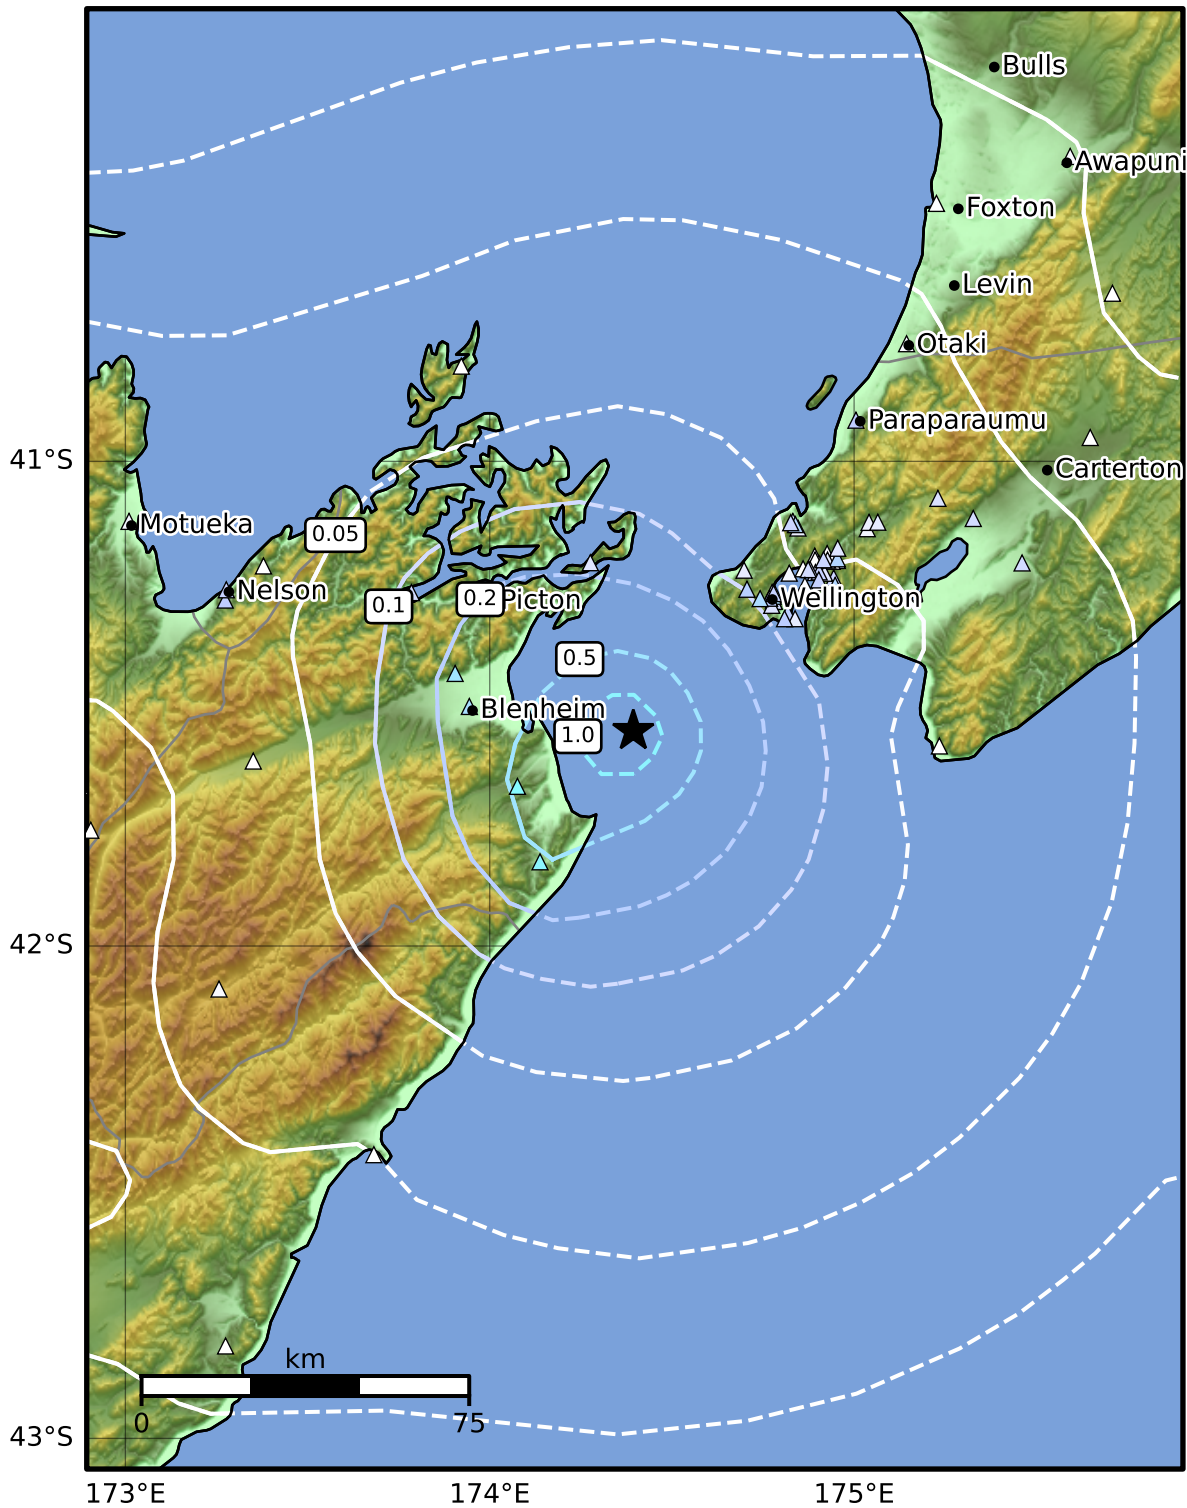 Bulls
Awapuni
Foxton
Levin
Otaki
Paraparaumu
41°S
Carterton
Motueka
0.05
Nelson
0.1
0.2
Picton
Wellington
0.5
Blenheim
1.0
42°S
km
0
75
43°S
173°E
174°E
175°E